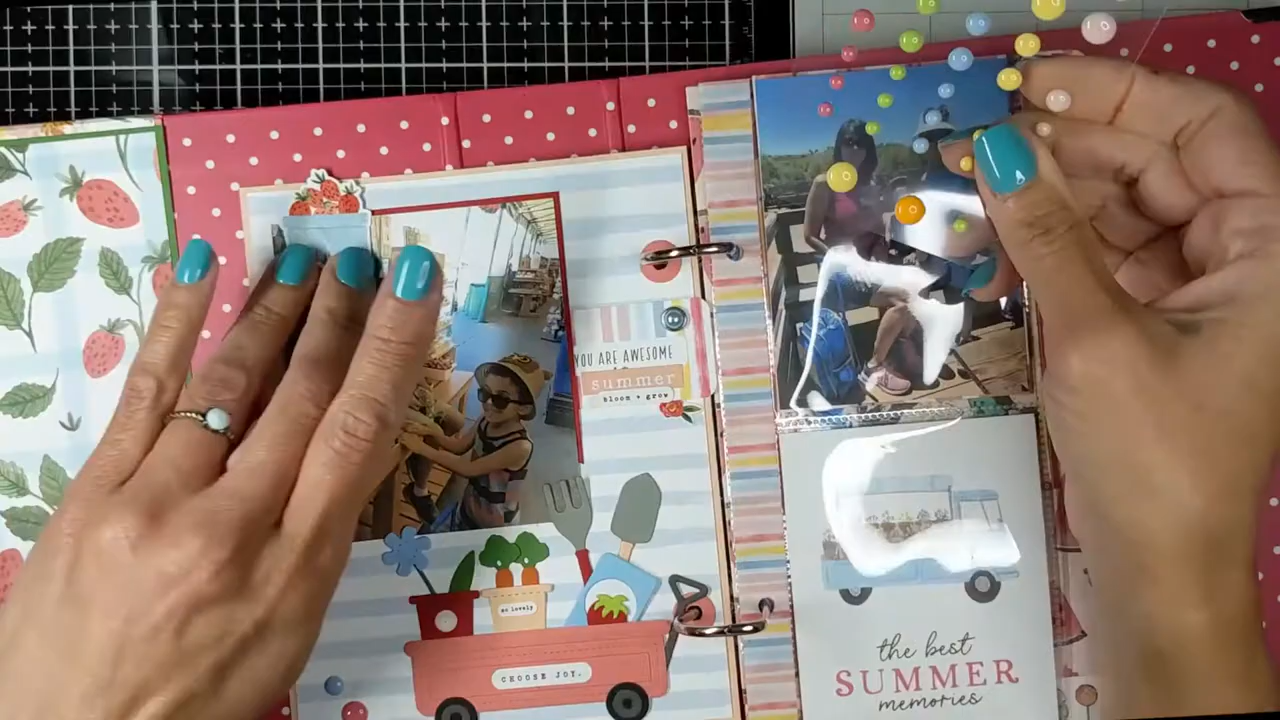 YOU ARE AWESOME
summer
bloom + grow
so lovely
CHOOSE JOY.
the best
SUMMER
memories